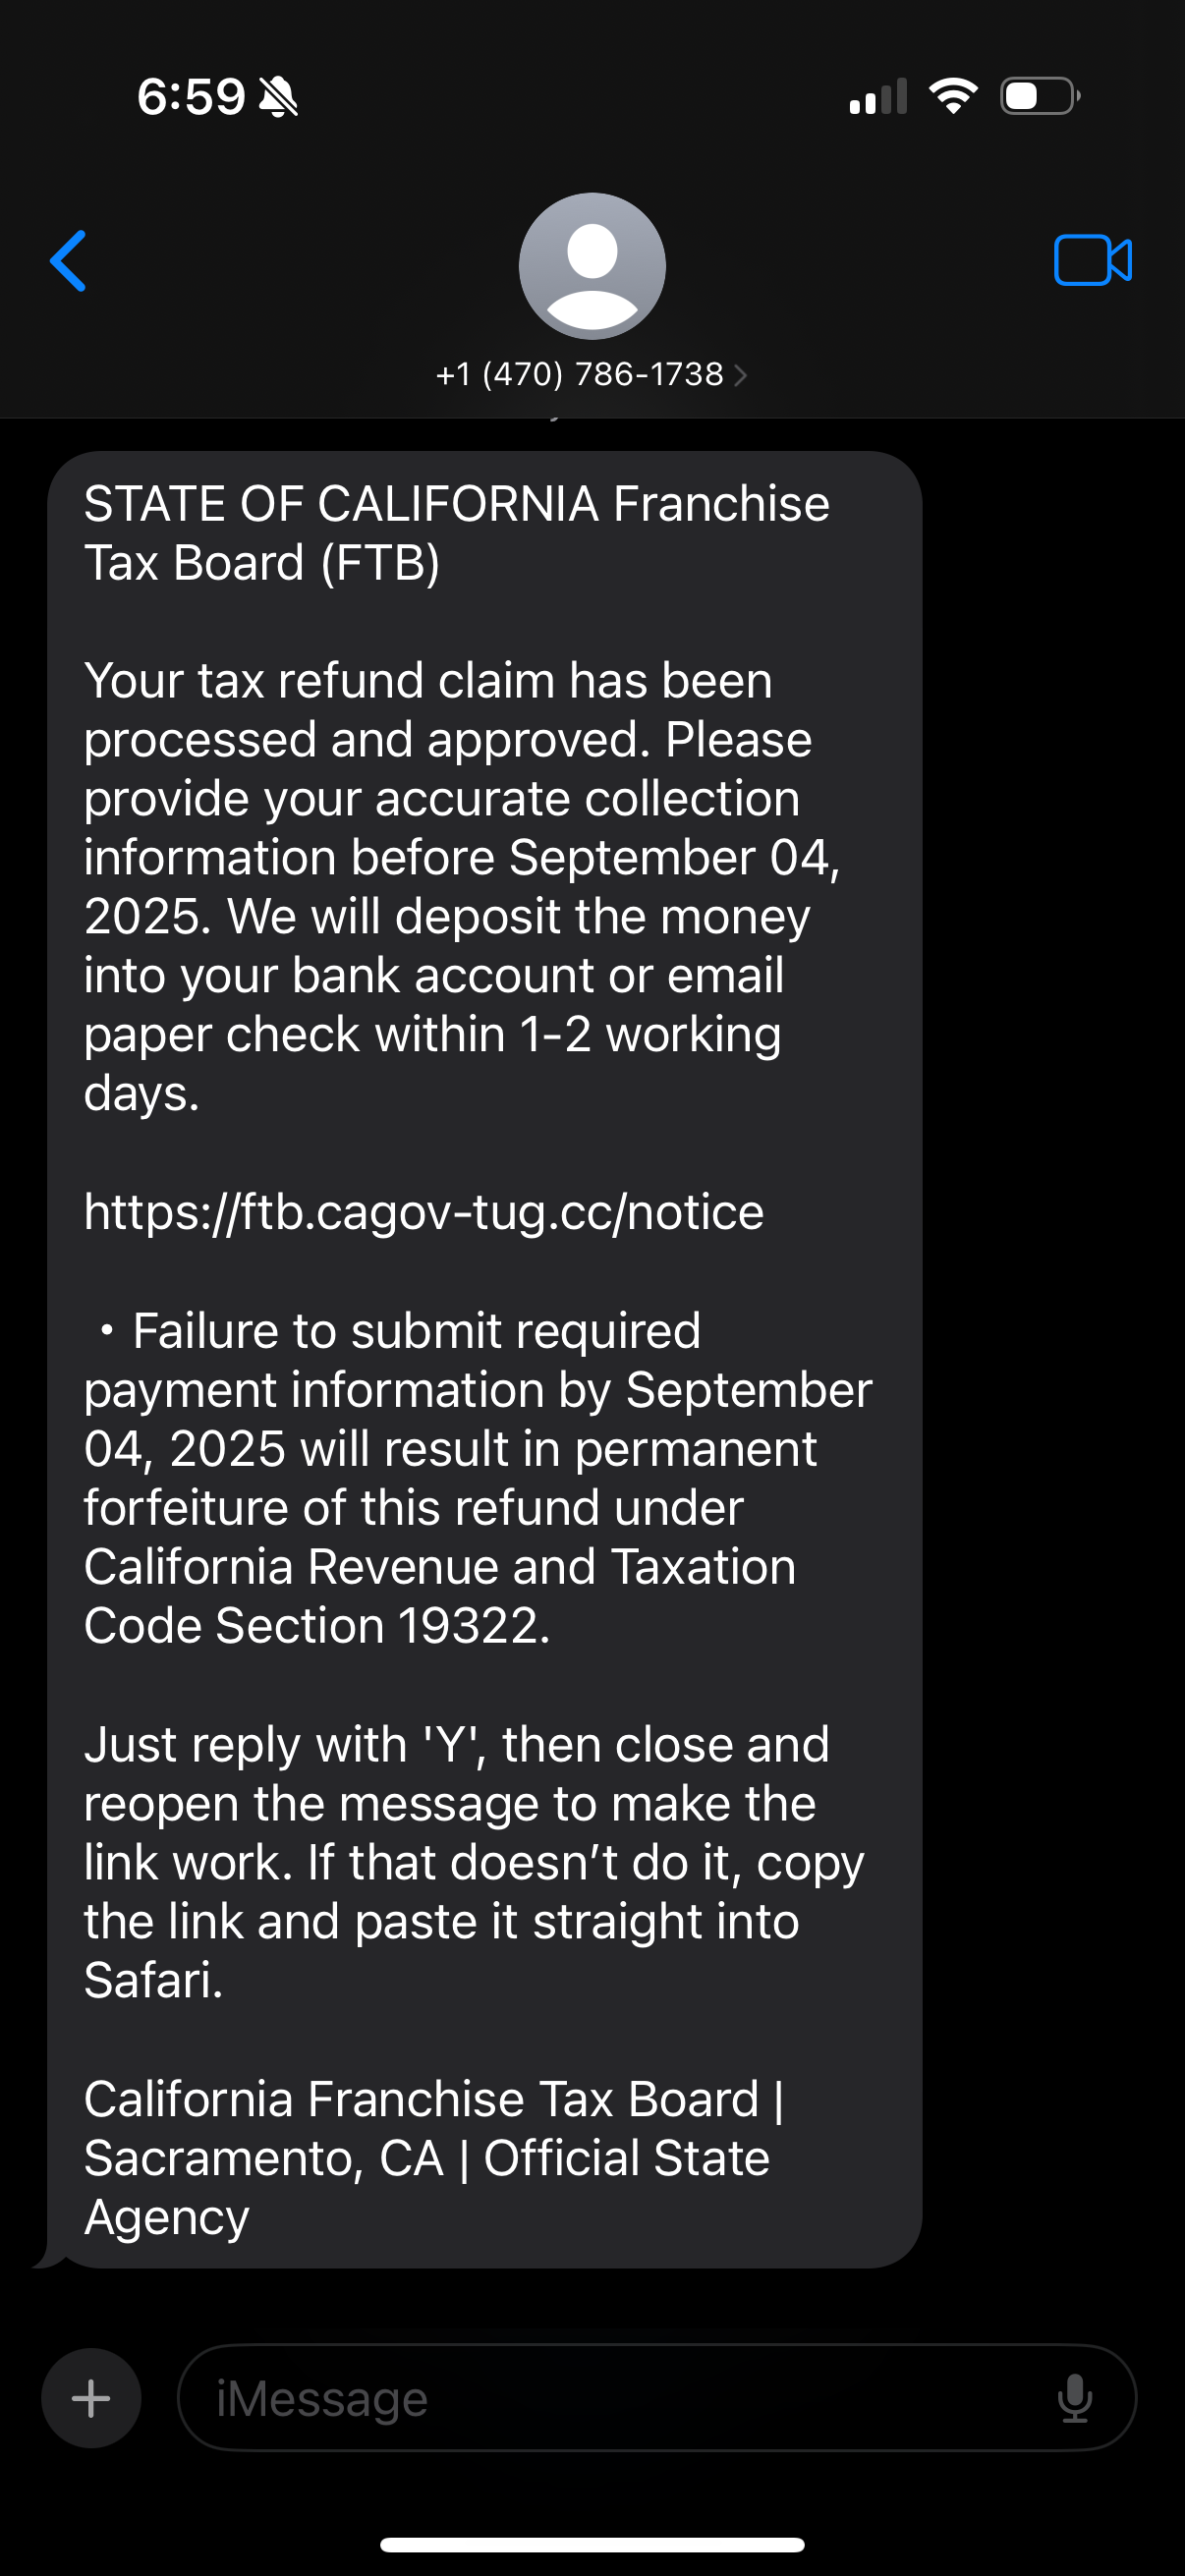 6:59
+1 (470) 786-1738
STATE OF CALIFORNIA Franchise
Tax Board (FTB)
Your tax refund claim has been
processed and approved. Please
provide your accurate collection
information before September 04,
2025. We will deposit the money
into your bank account or email
paper check within 1-2 working
days.
https://ftb.cagov-tug.cc/notice
• Failure to submit required
payment information by September
04, 2025 will result in permanent
forfeiture of this refund under
California Revenue and Taxation
Code Section 19322.
Just reply with 'Y', then close and
reopen the message to make the
link work. If that doesn’t do it, copy
the link and paste it straight into
Safari.
California Franchise Tax Board |
Sacramento, CA | Official State
Agency
iMessage